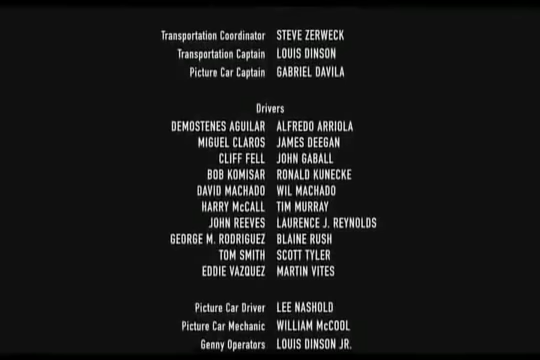 Transportation Coordinator STEVE ZERWECK
Transportation Captain LOUIS DINSON
Picture Car Captain GABRIEL DAVILA
Drivers
DEMOSTENES AGUILAR ALFREDO ARRIOLA
MIGUEL CLAROS JAMES DEEGAN
CLIFF FELL JOHN GABALL
BOB KOMISAR RONALD KUNECKE
DAVID MACHADO WIL MACHADO
HARRY McCALL TIM MURRAY
JOHN REEVES LAURENCE J. REYNOLDS
GEORGE M. RODRIGUEZ BLAINE RUSH
TOM SMITH SCOTT TYLER
EDDIE VAZQUEZ MARTIN VITES
Picture Car Driver LEE NASHOLD
Picture Car Mechanic WILLIAM McCOOL
Genny Operators LOUIS DINSON JR.